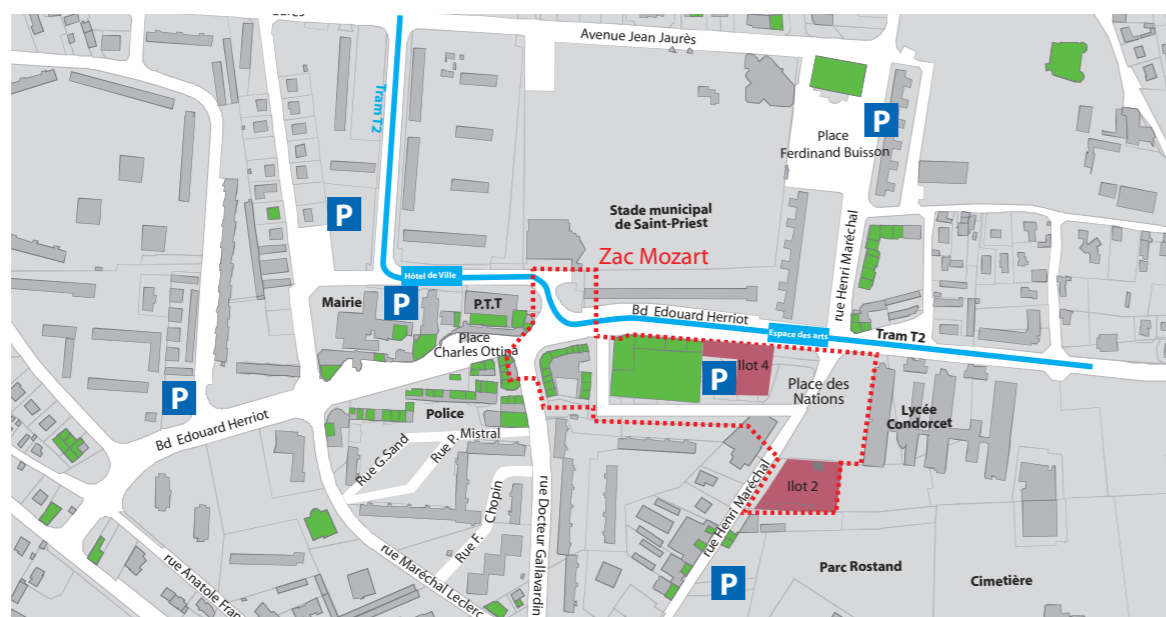 Avenue Jean Jaurès
Tram T2
P
Place
Ferdinand Buisson
P
Stade municipal
de Saint-Priest
Zac Mozart
rue Henri Maréchal
Hôtel de Ville
Mairie
P
P.T.T
Place
Charles Ottina
Bd Edouard Herriot
Espace des arts
Tram T2
P
Ilot 4
Place des
Nations
P
Bd Edouard Herriot
Police
Lycée
Condorcet
Rue G.Sand
Rue P. Mistral
Rue F. Chopin
rue Docteur Gallavardin
rue Henri Maréchal
Ilot 2
rue Anatole Fran
rue Maréchal Leclerc
P
Parc Rostand
Cimetière